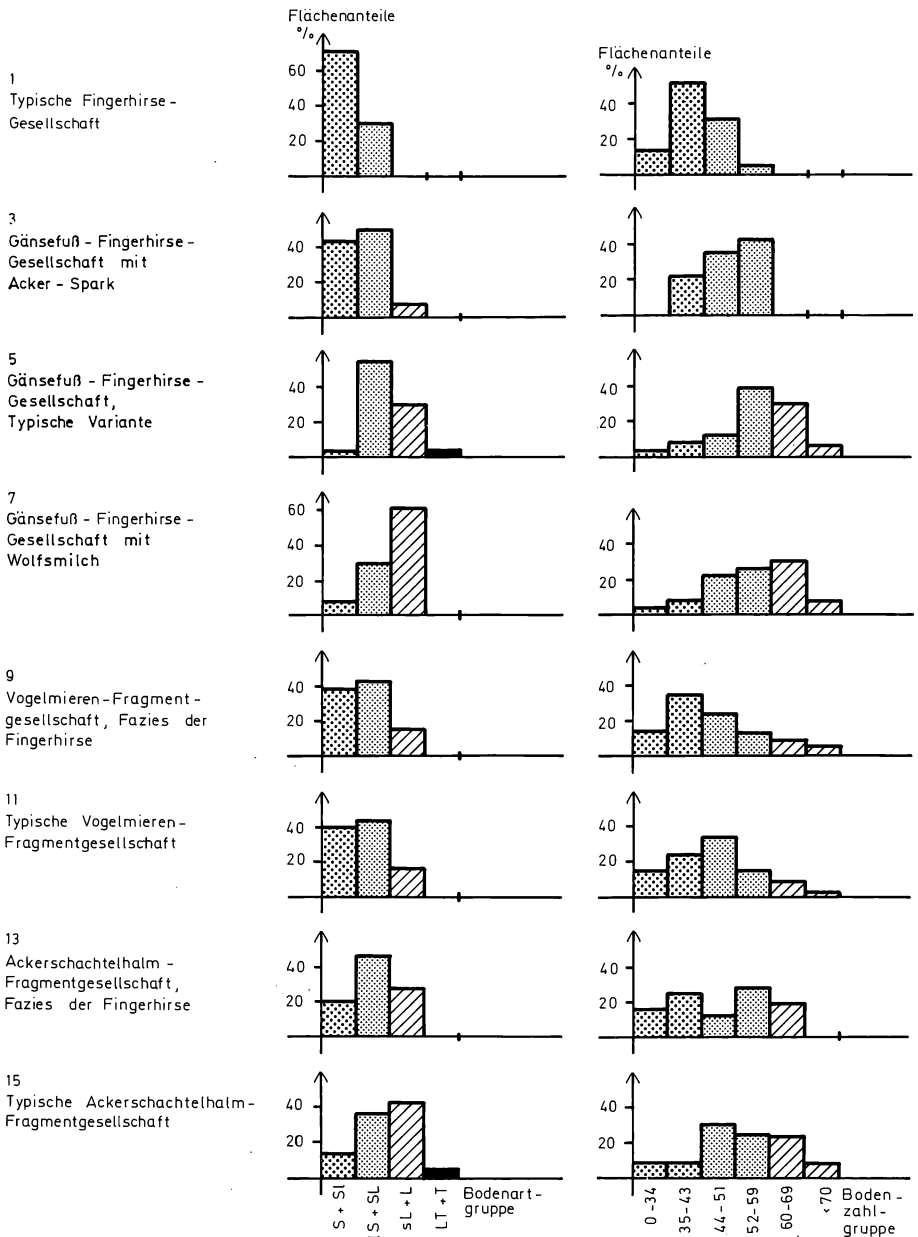 Flächenanteile
%
60
40
20
Flächenanteile
%
40
20
1
Typische Fingerhirse-
Gesellschaft
3
Gänsefuß - Fingerhirse-
Gesellschaft mit
Acker - Spark
40
20
40
20
5
Gänsefuß - Fingerhirse -
Gesellschaft,
Typische Variante
40
20
40
20
7
Gänsefuß - Fingerhirse -
Gesellschaft mit
Wolfsmilch
60
40
20
40
20
9
Vogelmieren-Fragment-
gesellschaft, Fazies der
Fingerhirse
40
20
40
20
11
Typische Vogelmieren-
Fragmentgesellschaft
40
20
40
20
13
Ackerschachtelhalm -
Fragmentgesellschaft,
Fazies der Fingerhirse
40
20
40
20
15
Typische Ackerschachtelhalm-
Fragmentgesellschaft
40
20
40
20
S + Sl
lS + SL
sL + L
LT + T
Bodenart-
gruppe
0-34
35-43
44-51
52-59
60-69
<70
Boden-
zahl-
gruppe